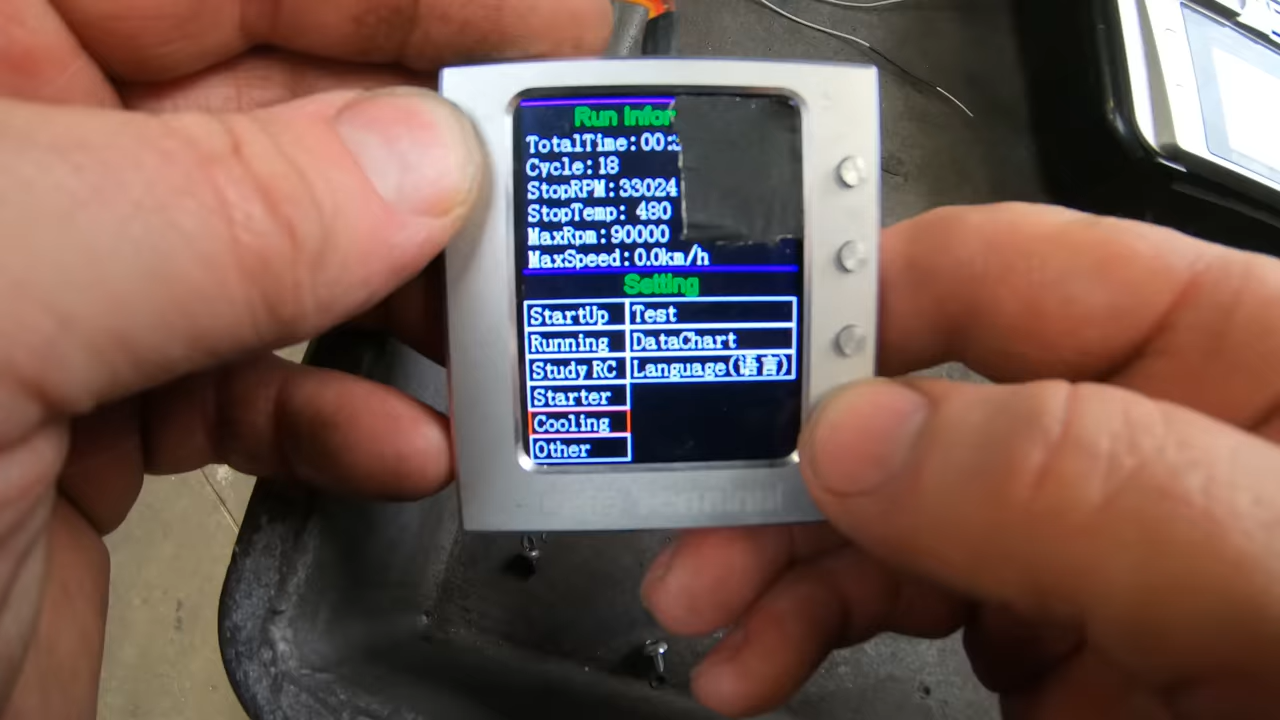 Run Infor
TotalTime:00:
Cycle:18
StopRPM:33024
StopTemp: 480
MaxRpm:90000
MaxSpeed:0.0km/h
Setting
StartUp Test
Running DataChart
Study RC Language(语言)
Starter
Cooling
Other